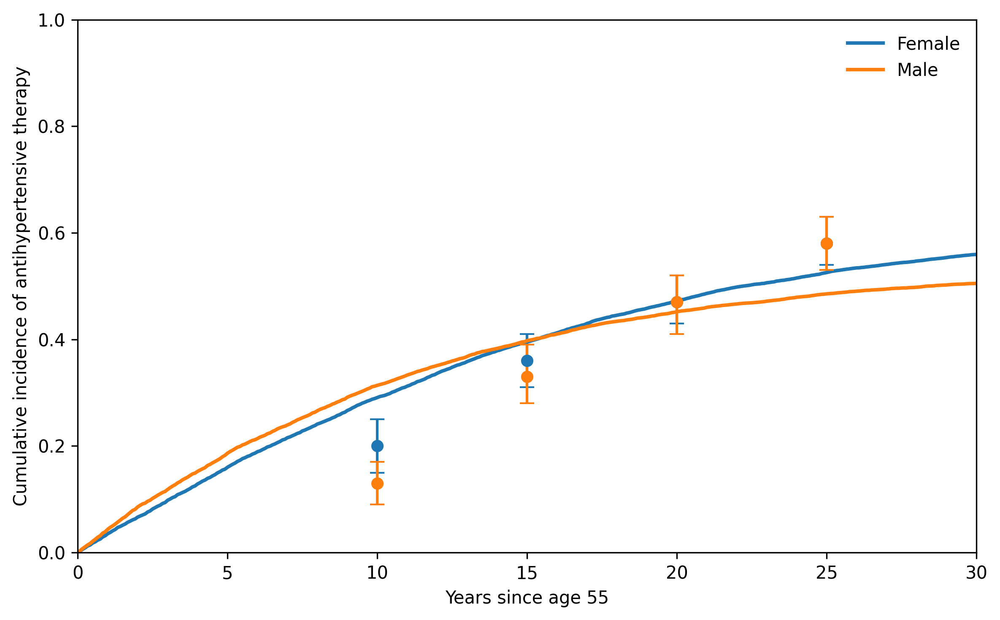 1.0
0.8
0.6
0.4
0.2
0.0
Cumulative incidence of antihypertensive therapy
Female
Male
0 5 10 15 20 25 30
Years since age 55